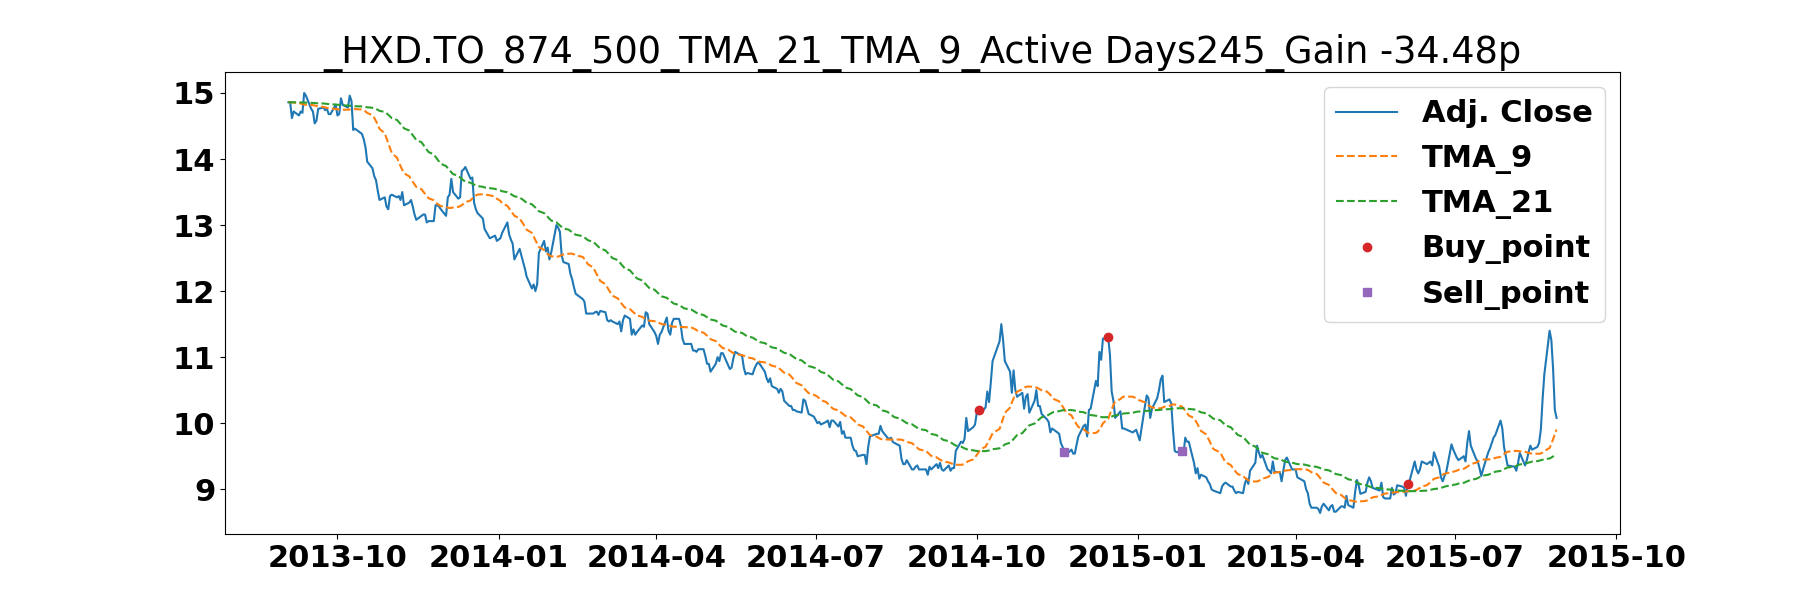 _HXD.TO_874_500_TMA_21_TMA_9_Active Days245_Gain -34.48p
15
14
13
12
11
10
9
Adj. Close
TMA_9
TMA_21
Buy_point
Sell_point
2013-10 2014-01 2014-04 2014-07 2014-10 2015-01 2015-04 2015-07 2015-10